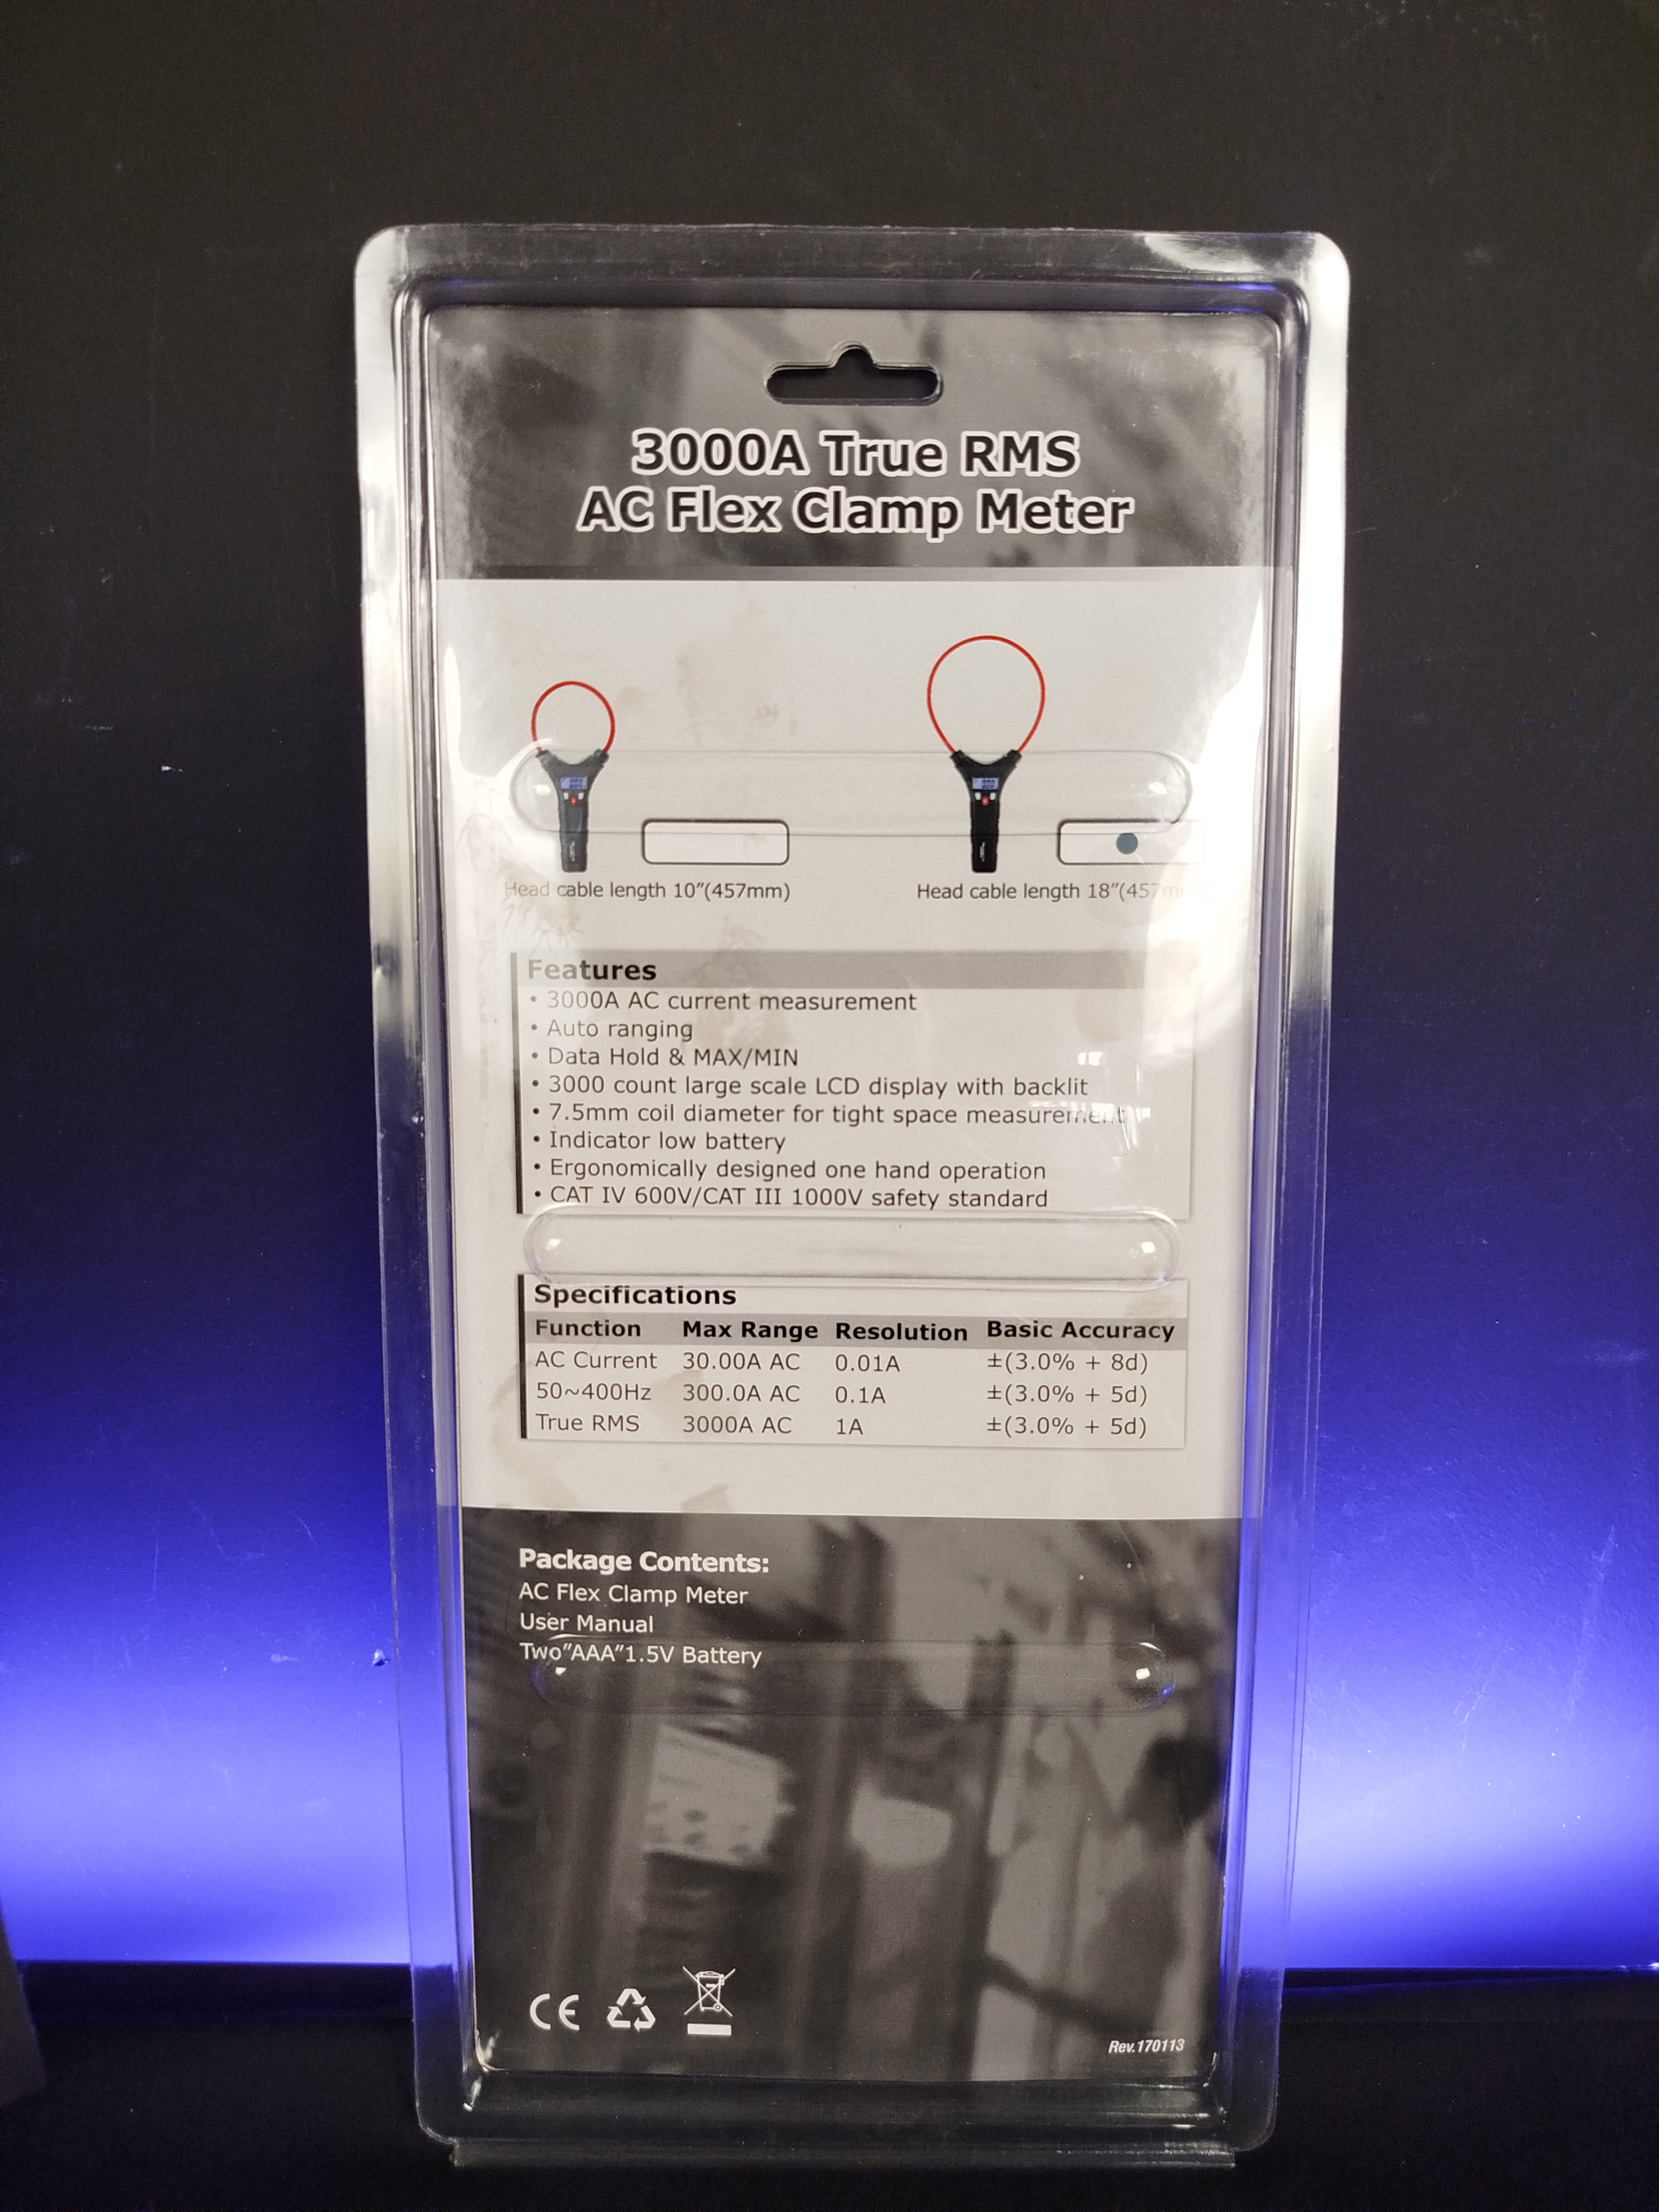 3000A True RMS
AC Flex Clamp Meter
Head cable length 10”(457mm)
Head cable length 18”(457mm)
Features
• 3000A AC current measurement
• Auto ranging
• Data Hold & MAX/MIN
• 3000 count large scale LCD display with backlit
• 7.5mm coil diameter for tight space measurement
• Indicator low battery
• Ergonomically designed one hand operation
• CAT IV 600V/CAT III 1000V safety standard
Specifications
Function Max Range Resolution Basic Accuracy
AC Current 30.00A AC 0.01A ±(3.0% + 8d)
50~400Hz 300.0A AC 0.1A ±(3.0% + 5d)
True RMS 3000A AC 1A ±(3.0% + 5d)
Package Contents:
AC Flex Clamp Meter
User Manual
Two”AAA”1.5V Battery
CE
Rev.170113